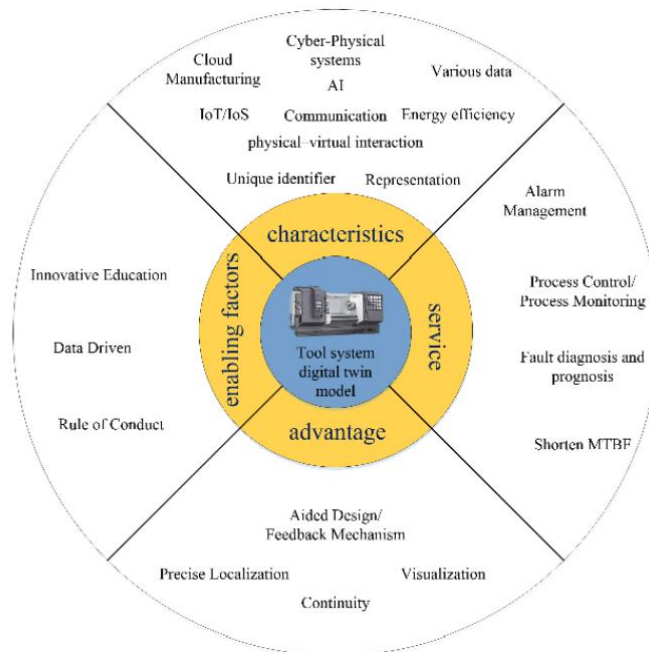 Cyber-Physical
systems
Cloud
Manufacturing
AI
Various data
IoT/IoS
Communication
Energy efficiency
physical–virtual interaction
Unique identifier
Representation
characteristics
enabling factors
Innovative Education
Data Driven
Rule of Conduct
Tool system
digital twin
model
service
Alarm
Management
Process Control/
Process Monitoring
Fault diagnosis and
prognosis
Shorten MTBF
advantage
Aided Design/
Feedback Mechanism
Precise Localization
Visualization
Continuity